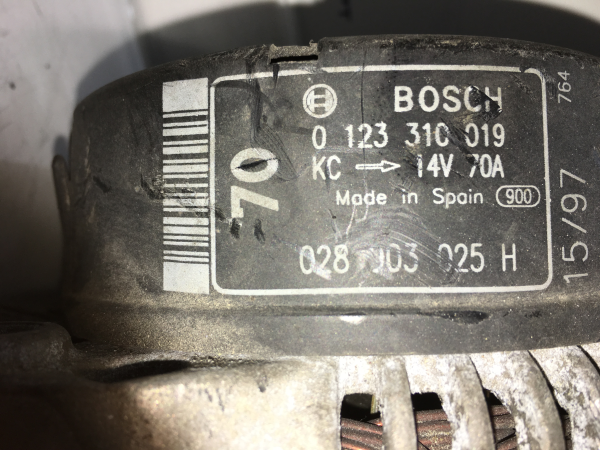 BOSCH
0 123 310 019
KC → 14V 70A
Made in Spain 900
028 903 025 H
70
15/97
764